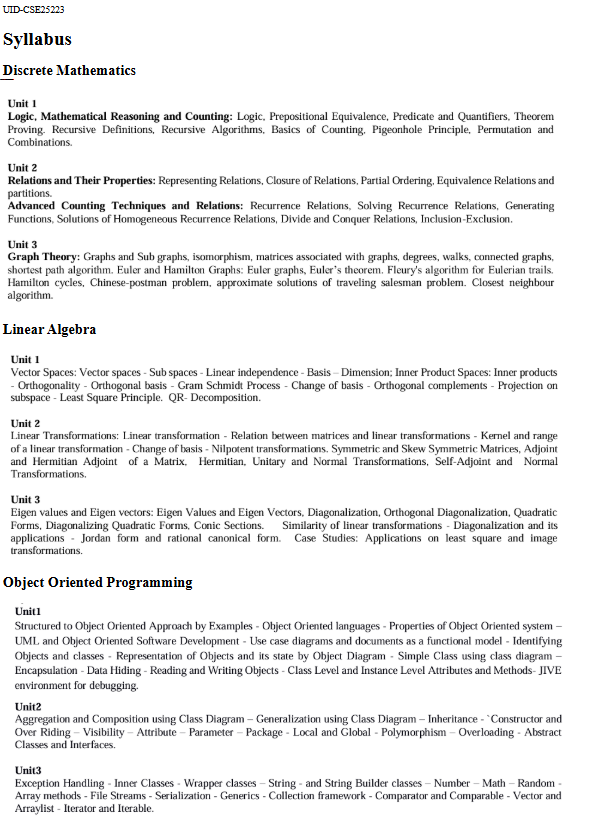 UID-CSE25223
Syllabus
Discrete Mathematics
Unit 1
Logic, Mathematical Reasoning and Counting: Logic, Prepositional Equivalence, Predicate and Quantifiers, Theorem
Proving. Recursive Definitions, Recursive Algorithms, Basics of Counting, Pigeonhole Principle, Permutation and
Combinations.
Unit 2
Relations and Their Properties: Representing Relations, Closure of Relations, Partial Ordering, Equivalence Relations and
partitions.
Advanced Counting Techniques and Relations: Recurrence Relations, Solving Recurrence Relations, Generating
Functions, Solutions of Homogeneous Recurrence Relations, Divide and Conquer Relations, Inclusion-Exclusion.
Unit 3
Graph Theory: Graphs and Sub graphs, isomorphism, matrices associated with graphs, degrees, walks, connected graphs,
shortest path algorithm. Euler and Hamilton Graphs: Euler graphs, Euler's theorem. Fleury's algorithm for Eulerian trails.
Hamilton cycles, Chinese-postman problem, approximate solutions of traveling salesman problem. Closest neighbour
algorithm.
Linear Algebra
Unit 1
Vector Spaces: Vector spaces - Sub spaces - Linear independence - Basis – Dimension; Inner Product Spaces: Inner products
- Orthogonality - Orthogonal basis - Gram Schmidt Process - Change of basis - Orthogonal complements - Projection on
subspace - Least Square Principle. QR- Decomposition.
Unit 2
Linear Transformations: Linear transformation - Relation between matrices and linear transformations - Kernel and range
of a linear transformation - Change of basis - Nilpotent transformations. Symmetric and Skew Symmetric Matrices, Adjoint
and Hermitian Adjoint of a Matrix, Hermitian, Unitary and Normal Transformations, Self-Adjoint and Normal
Transformations.
Unit 3
Eigen values and Eigen vectors: Eigen Values and Eigen Vectors, Diagonalization, Orthogonal Diagonalization, Quadratic
Forms, Diagonalizing Quadratic Forms, Conic Sections. Similarity of linear transformations - Diagonalization and its
applications - Jordan form and rational canonical form. Case Studies: Applications on least square and image
transformations.
Object Oriented Programming
Unit1
Structured to Object Oriented Approach by Examples - Object Oriented languages - Properties of Object Oriented system –
UML and Object Oriented Software Development - Use case diagrams and documents as a functional model - Identifying
Objects and classes - Representation of Objects and its state by Object Diagram - Simple Class using class diagram –
Encapsulation - Data Hiding - Reading and Writing Objects - Class Level and Instance Level Attributes and Methods- JIVE
environment for debugging.
Unit2
Aggregation and Composition using Class Diagram – Generalization using Class Diagram – Inheritance - `Constructor and
Over Riding – Visibility – Attribute – Parameter – Package - Local and Global - Polymorphism – Overloading - Abstract
Classes and Interfaces.
Unit3
Exception Handling - Inner Classes - Wrapper classes – String - and String Builder classes – Number – Math – Random -
Array methods - File Streams - Serialization - Generics - Collection framework - Comparator and Comparable - Vector and
Arraylist - Iterator and Iterable.